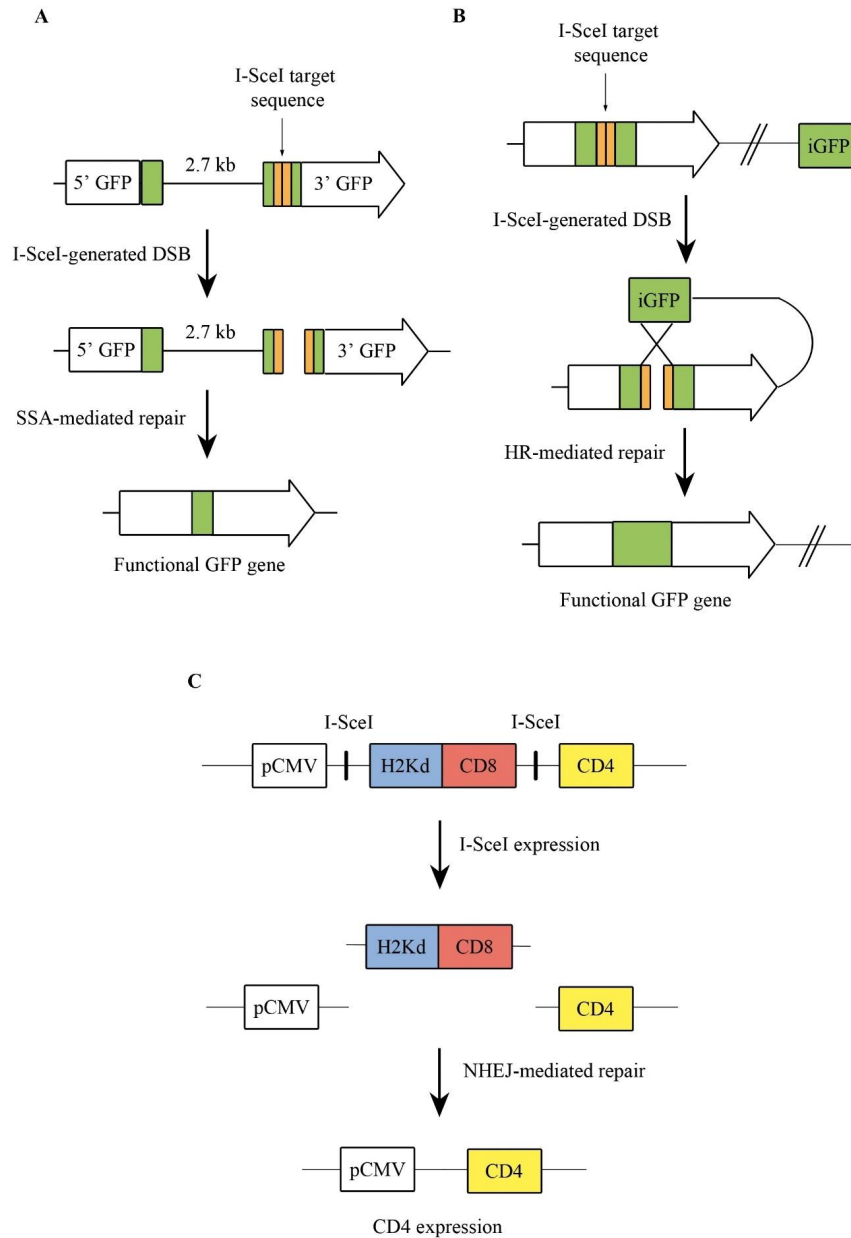 A
I-SceI target
sequence
5’ GFP
2.7 kb
3’ GFP
I-SceI-generated DSB
5’ GFP
2.7 kb
3’ GFP
SSA-mediated repair
Functional GFP gene
B
I-SceI target
sequence
iGFP
I-SceI-generated DSB
iGFP
HR-mediated repair
Functional GFP gene
C
I-SceI
I-SceI
pCMV
H2Kd
CD8
CD4
I-SceI expression
H2Kd
CD8
pCMV
CD4
NHEJ-mediated repair
pCMV
CD4
CD4 expression